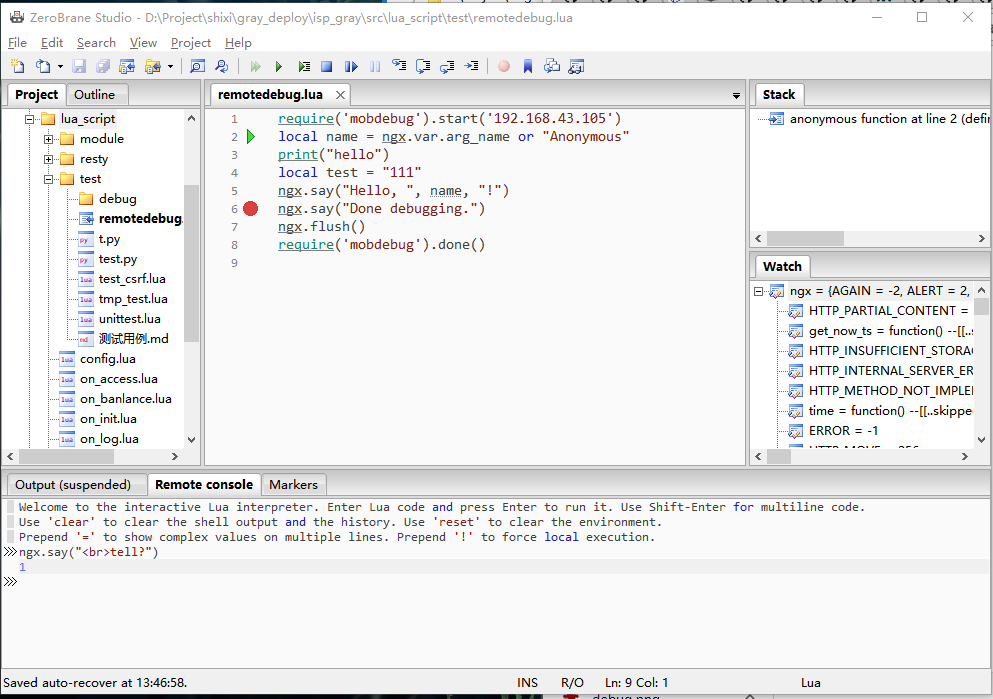 ZeroBrane Studio - D:\Project\shixi\gray_deploy\isp_gray\src\lua_script\test\remotedebug.lua
File Edit Search View Project Help
Project Outline
lua_script
module
resty
test
debug
remotedebug.
t.py
test.py
test_csrf.lua
tmp_test.lua
unittest.lua
测试用例.md
config.lua
on_access.lua
on_banlance.lua
on_init.lua
on_log.lua
remotedebug.lua
1 require('mobdebug').start('192.168.43.105')
2 local name = ngx.var.arg_name or "Anonymous"
3 print("hello")
4 local test = "111"
5 ngx.say("Hello, ", name, "!")
6 ngx.say("Done debugging.")
7 ngx.flush()
8 require('mobdebug').done()
9
Stack
anonymous function at line 2 (defin
Watch
ngx = {AGAIN = -2, ALERT = 2,
HTTP_PARTIAL_CONTENT =
get_now_ts = function() --[[..s
HTTP_INSUFFICIENT_STORA
HTTP_INTERNAL_SERVER_ER
HTTP_METHOD_NOT_IMPLE
time = function() --[[..skippe
ERROR = -1
Output (suspended) Remote console Markers
Welcome to the interactive Lua interpreter. Enter Lua code and press Enter to run it. Use Shift-Enter for multiline code.
Use 'clear' to clear the shell output and the history. Use 'reset' to clear the environment.
Prepend '=' to show complex values on multiple lines. Prepend '!' to force local execution.
ngx.say("<br>tell?")
1
Saved auto-recover at 13:46:58. INS R/O Ln: 9 Col: 1 Lua